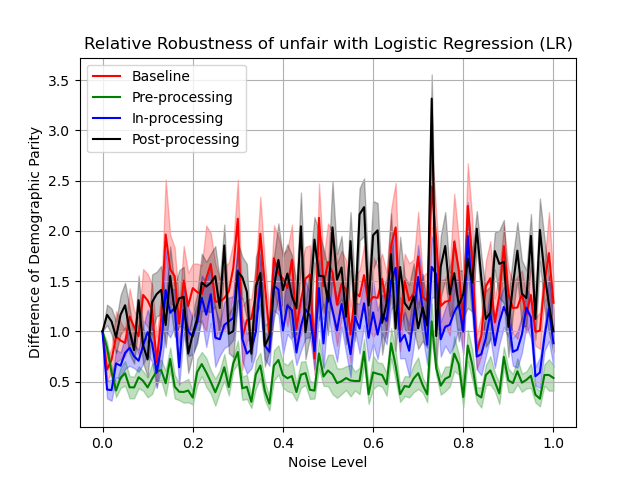 Relative Robustness of unfair with Logistic Regression (LR)
Baseline
Pre-processing
In-processing
Post-processing
Difference of Demographic Parity
3.5
3.0
2.5
2.0
1.5
1.0
0.5
0.0 0.2 0.4 0.6 0.8 1.0
Noise Level